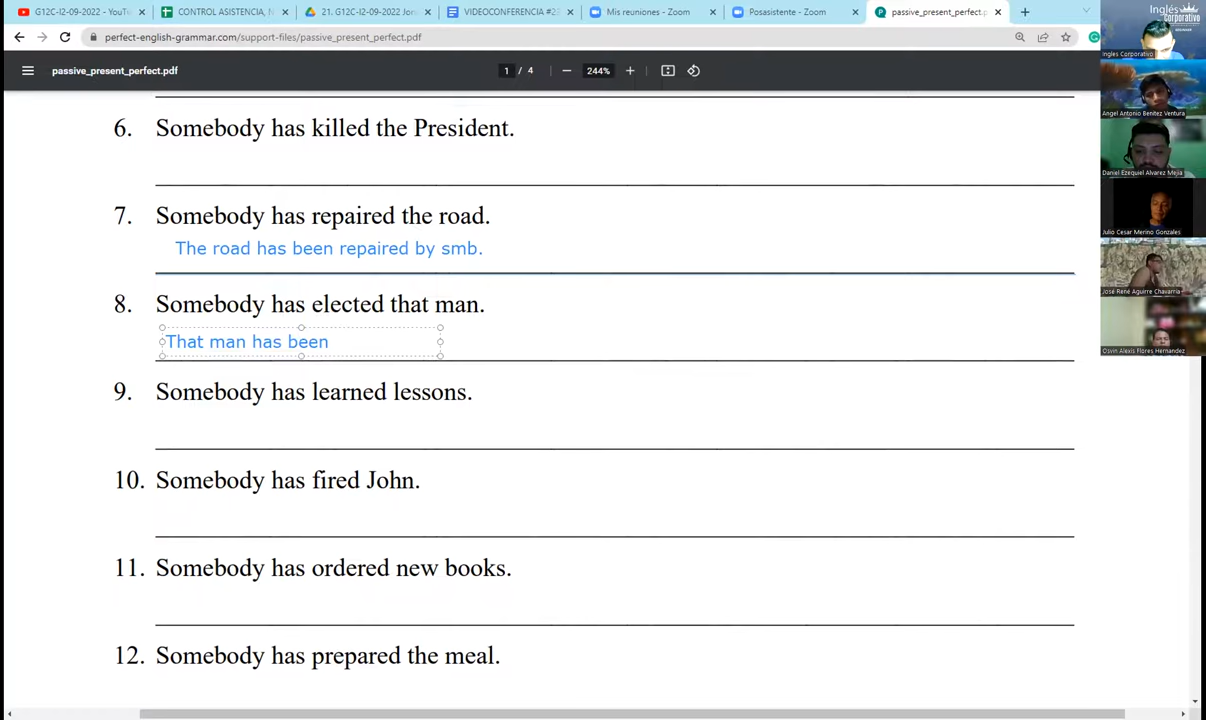 G12C-I2-09-2022 - YouT
CONTROL ASISTENCIA, N
21. G12C-I2-09-2022 Jor
VIDEOCONFERENCIA #2
Mis reuniones - Zoom
Posasistente - Zoom
passive_present_perfect.p
perfect-english-grammar.com/support-files/passive_present_perfect.pdf
passive_present_perfect.pdf
1 / 4
244%
6. Somebody has killed the President.
7. Somebody has repaired the road.
The road has been repaired by smb.
8. Somebody has elected that man.
That man has been
9. Somebody has learned lessons.
10. Somebody has fired John.
11. Somebody has ordered new books.
12. Somebody has prepared the meal.
Inglés
Corporativo
Ingles Corporativo
Angel Antonio Benitez Ventura
Daniel Ezequiel Alvarez Mejia
Julio Cesar Merino Gonzales
José René Aguirre Chavarria
Osvin Alexis Flores Hernandez